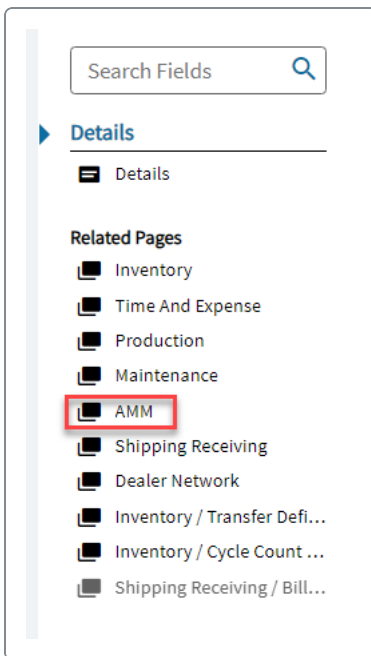 Search Fields
Details
Details
Related Pages
Inventory
Time And Expense
Production
Maintenance
AMM
Shipping Receiving
Dealer Network
Inventory / Transfer Defi...
Inventory / Cycle Count ...
Shipping Receiving / Bill...